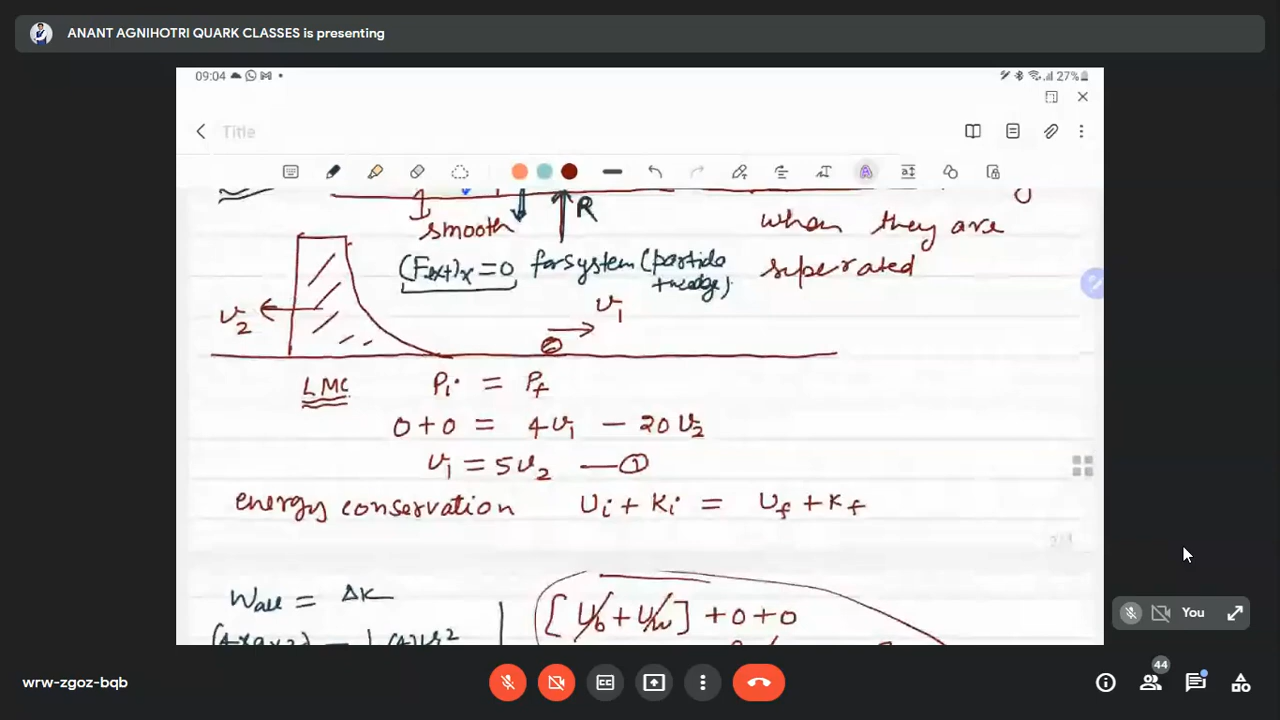 ANANT AGNIHOTRI QUARK CLASSES is presenting
09:04
27%
Title
R
when they are
smooth
(Fext)x = 0 for system (particle + wedge)
seperated
v2
v1
LMC Pi = Pf
0 + 0 = 4v1 - 20v2
v1 = 5v2 — ①
energy conservation Ui + Ki = Uf + Kf
Wall = ΔK
[Ub + Uw] + 0 + 0
You
wrw-zgoz-bqb
44